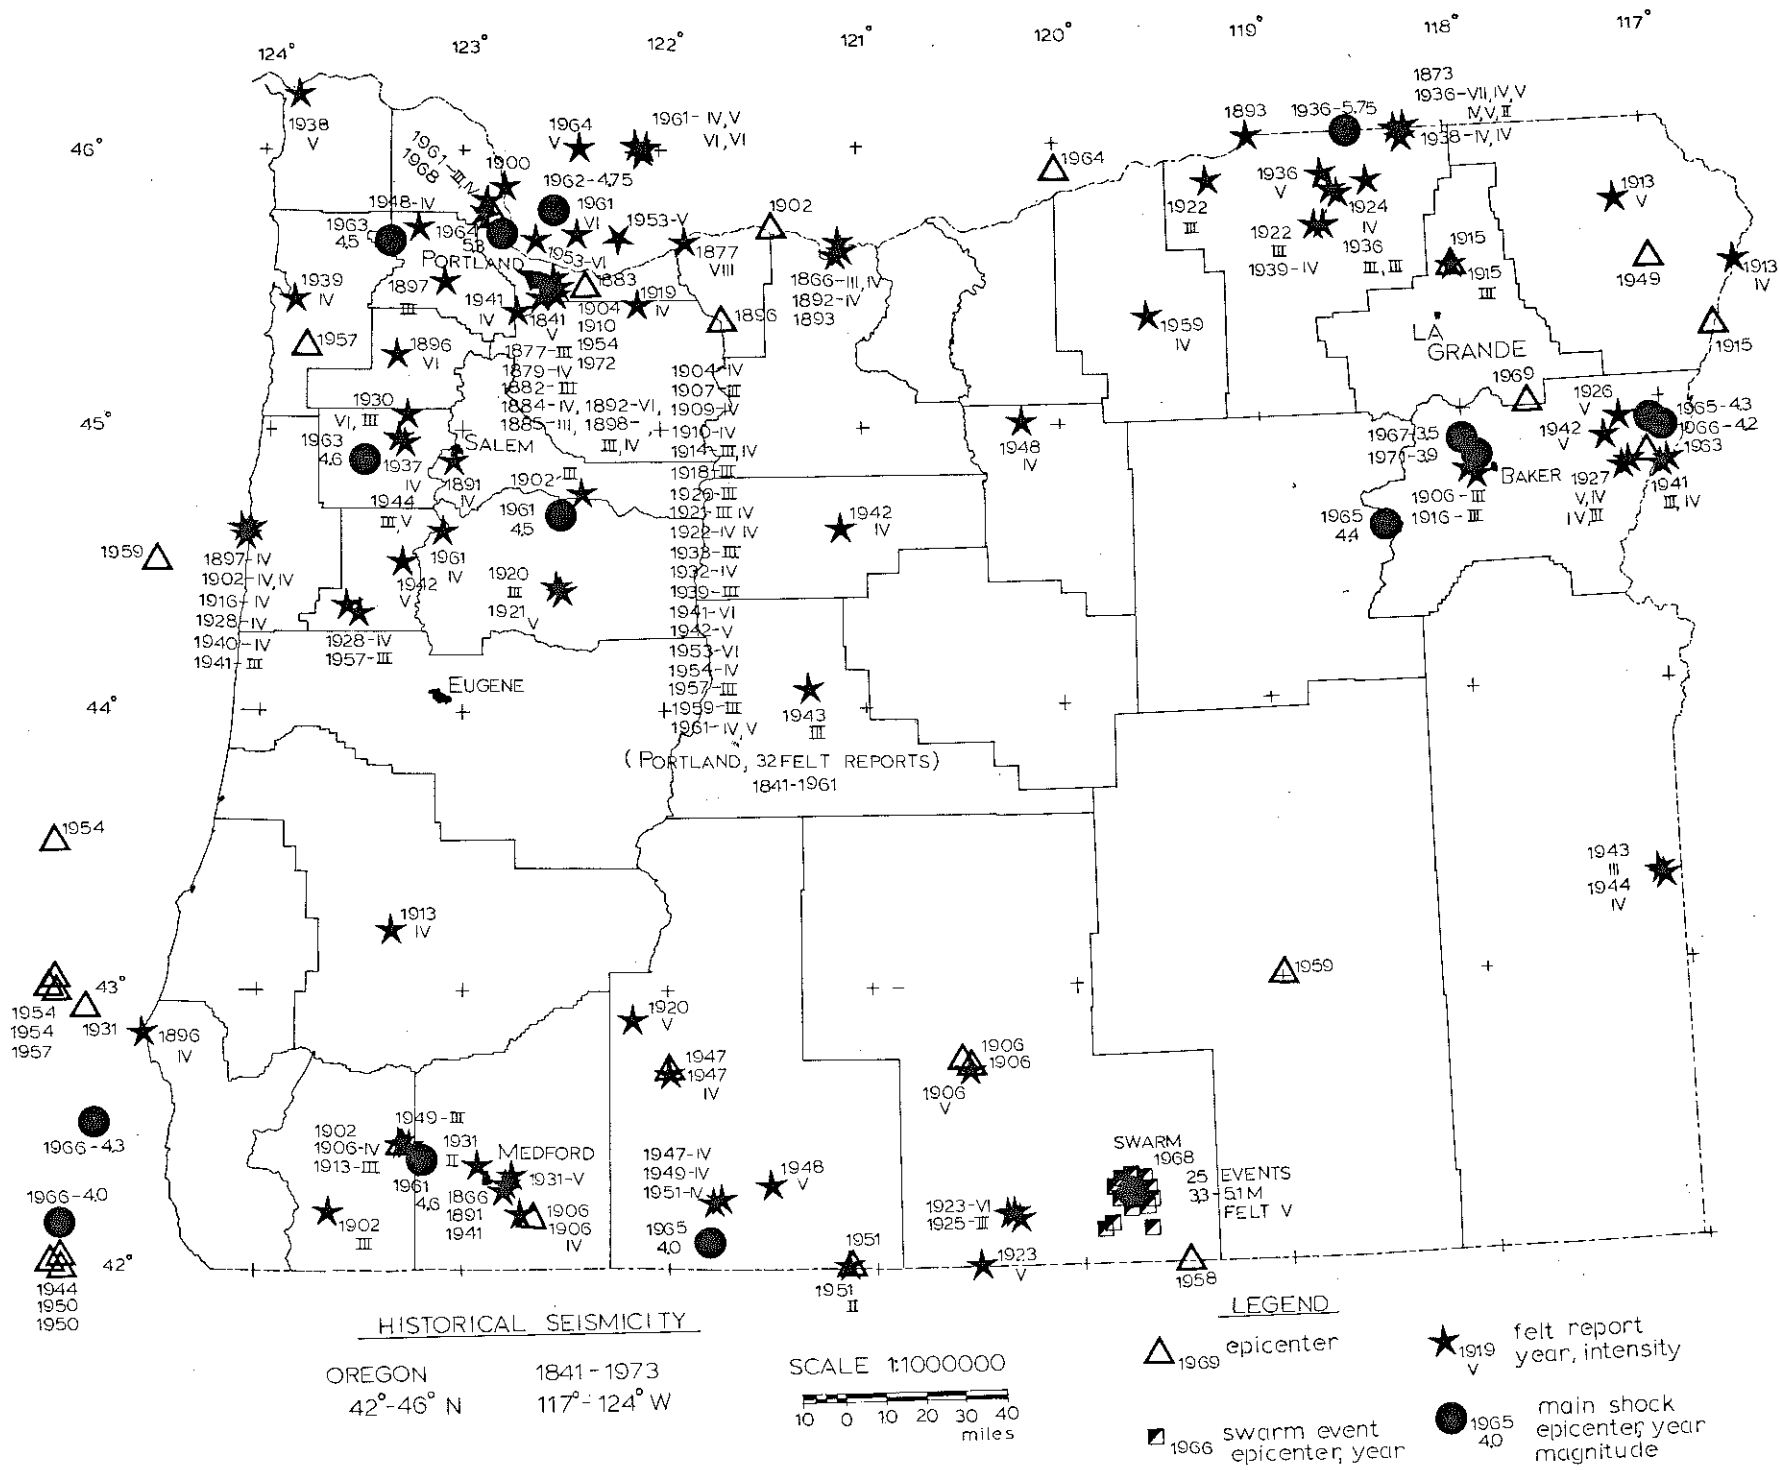 124° 123° 122° 121° 120° 119° 118° 117°
46°
45°
44°
43°
42°
1938
V
1961-III,IV
1968
1900
1964
V
1961-IV,V
VI,VI
1962-4.75
1961
VI
1953-V
1902
1948-IV
1963
4.5
1964
5.3
PORTLAND
1953-VI
1877
VIII
1883
1939
IV
1897
III
1941
IV
1841
V
1904
1910
1954
1972
1919
IV
1896
1866-III,IV
1892-IV
1893
1957
1896
VI
1877-III
1879-IV
1882-III
1884-IV, 1892-VI,
1885-III, 1898-
III,IV
1904-IV
1907-III
1909-IV
1910-IV
1914-III,IV
1918-III
1926-III
1921-III IV
1922-IV IV
1933-III
1932-IV
1939-III
1941-VI
1942-V
1953-VI
1954-IV
1957-III
1959-III
1961-IV,V
(PORTLAND, 32 FELT REPORTS)
1841-1961
1930
VI,III
1963
4.6
1937
IV
SALEM
1891
IV
1902-III
1961
4.5
1944
III,V
1961
IV
1942
V
1959
1897-IV
1902-IV,IV
1916-IV
1928-IV
1940-IV
1941-III
1928-IV
1957-III
1920
III
1921
V
1942
IV
1948
IV
1943
III
EUGENE
1964
1893
1936-5.75
1873
1936-VII,IV,V
IV,V,II
1938-IV,IV
1922
III
1936
V
1924
IV
1922
III
1939-IV
1936
III,III
1913
V
1915
1915
III
1949
1913
IV
1915
1959
IV
LA
GRANDE
1969
1926
V
1942
V
1965-4.3
1966-4.2
1963
1967-3.5
1971-3.9
BAKER
1906-III
1916-III
1927
V,IV
IV,III
1941
III,IV
1965
4.4
1943
III
1944
IV
1954
1954
1954
1957
1931
1896
IV
1913
IV
1920
V
1947
1947
IV
1906
1906
1906
V
1959
1966-4.3
1966-4.0
1944
1950
1950
1949-III
1902
1906-IV
1913-III
1931
II
MEDFORD
1931-V
1961
4.6
1866
1891
1941
1906
1906
IV
1902
III
1947-IV
1949-IV
1951-IV
1948
V
1965
4.0
1951
1951
II
1923-VI
1925-III
1923
V
SWARM
1968
25 EVENTS
3.3-5.1 M
FELT V
1958
HISTORICAL SEISMICITY
OREGON 1841-1973
42°-46° N 117°-124° W
SCALE 1:1000000
10 0 10 20 30 40
miles
LEGEND
1969 epicenter
1919
V
felt report
year, intensity
1966 swarm event
epicenter, year
1965
4.0
main shock
epicenter, year
magnitude